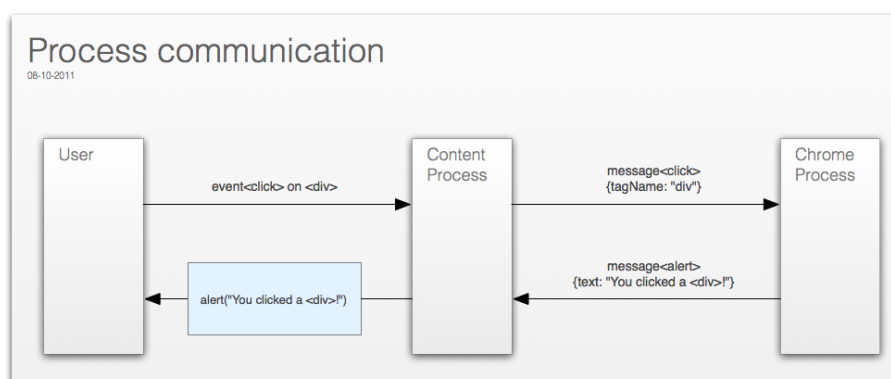 Process communication
08-10-2011
User
Content
Process
Chrome
Process
event<click> on <div>
message<click>
{tagName: "div"}
alert("You clicked a <div>!")
message<alert>
{text: "You clicked a <div>!"}